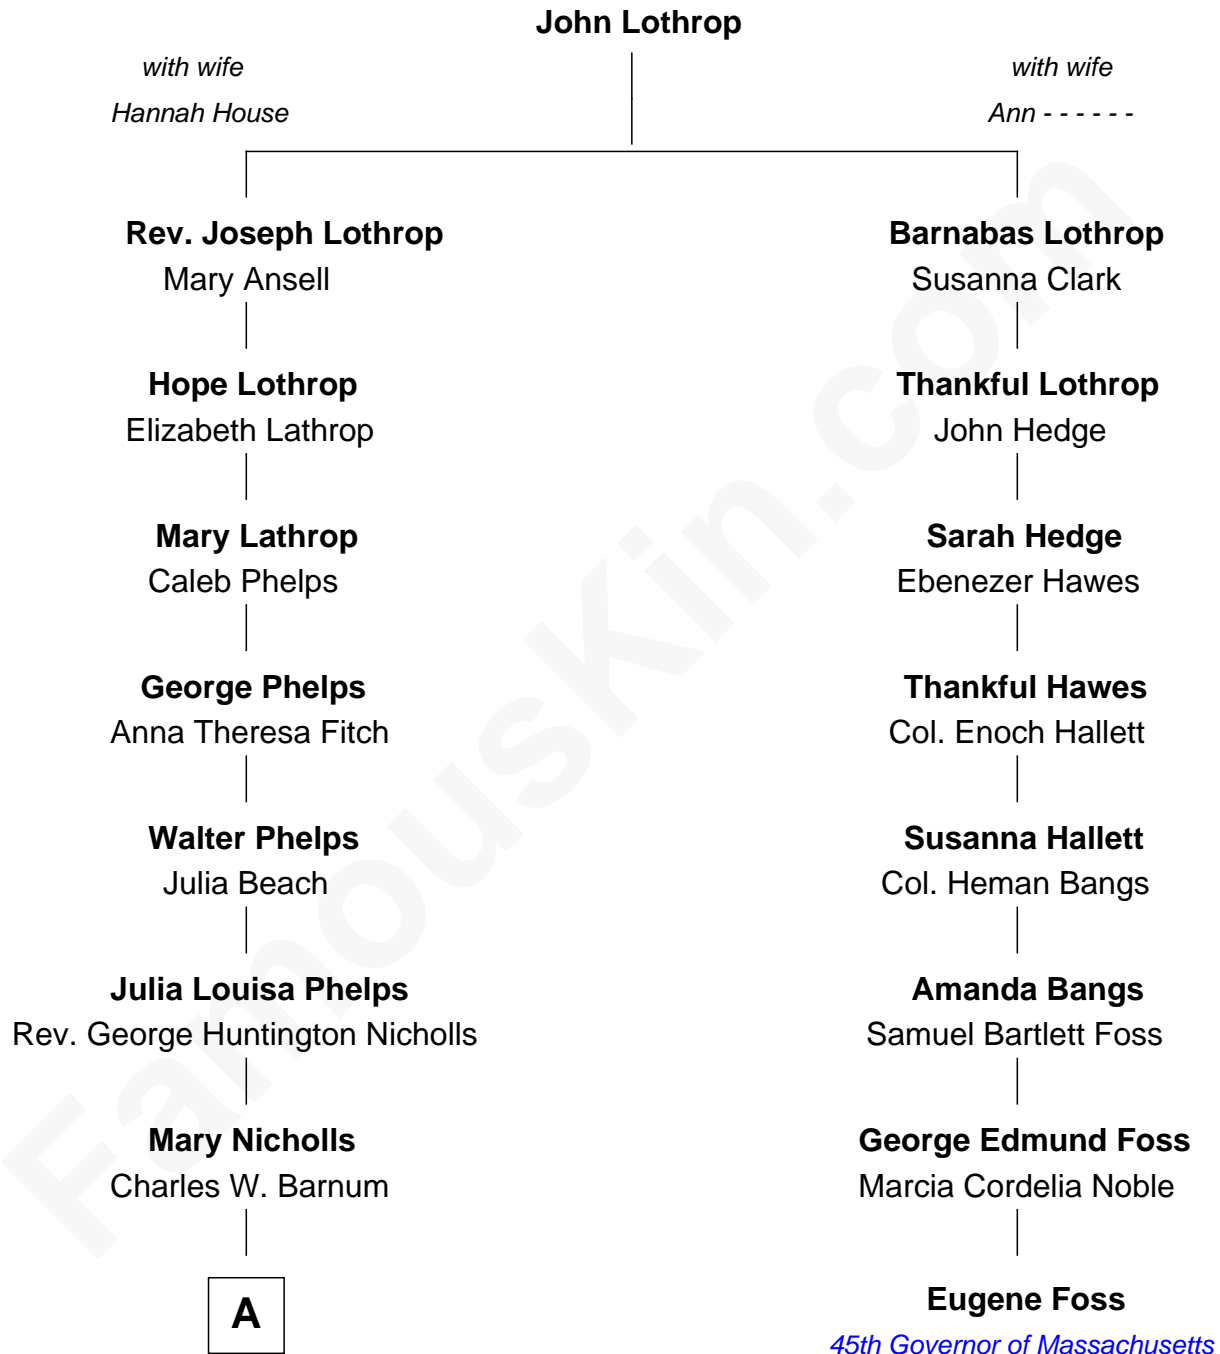 John Lothrop
with wife
Hannah House
with wife
Ann - - - - - -
Rev. Joseph Lothrop
Mary Ansell
Barnabas Lothrop
Susanna Clark
Hope Lothrop
Elizabeth Lathrop
Thankful Lothrop
John Hedge
Mary Lathrop
Caleb Phelps
Sarah Hedge
Ebenezer Hawes
George Phelps
Anna Theresa Fitch
Thankful Hawes
Col. Enoch Hallett
Walter Phelps
Julia Beach
Susanna Hallett
Col. Heman Bangs
Julia Louisa Phelps
Rev. George Huntington Nicholls
Amanda Bangs
Samuel Bartlett Foss
Mary Nicholls
Charles W. Barnum
George Edmund Foss
Marcia Cordelia Noble
A
Eugene Foss
45th Governor of Massachusetts
FamousKin.com